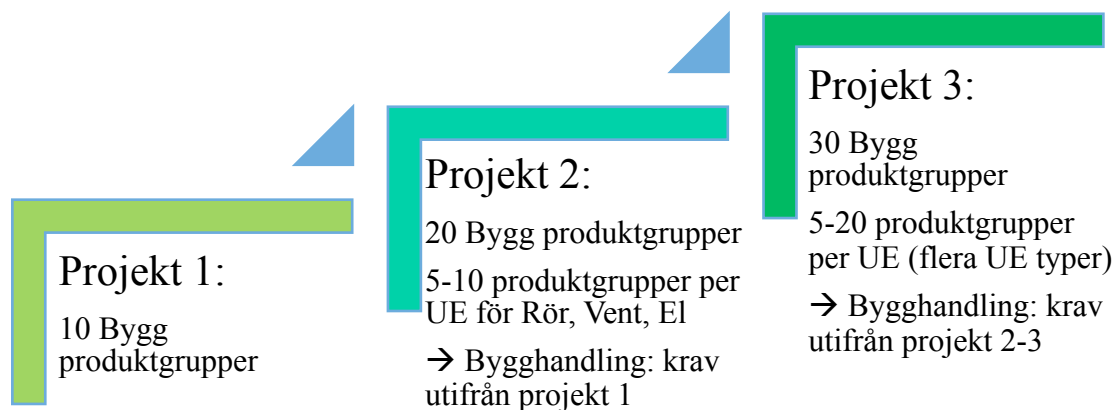 Projekt 1:
10 Bygg
produktgrupper
Projekt 2:
20 Bygg produktgrupper
5-10 produktgrupper per
UE för Rör, Vent, El
→ Bygghandling: krav
utifrån projekt 1
Projekt 3:
30 Bygg
produktgrupper
5-20 produktgrupper
per UE (flera UE typer)
→ Bygghandling: krav
utifrån projekt 2-3